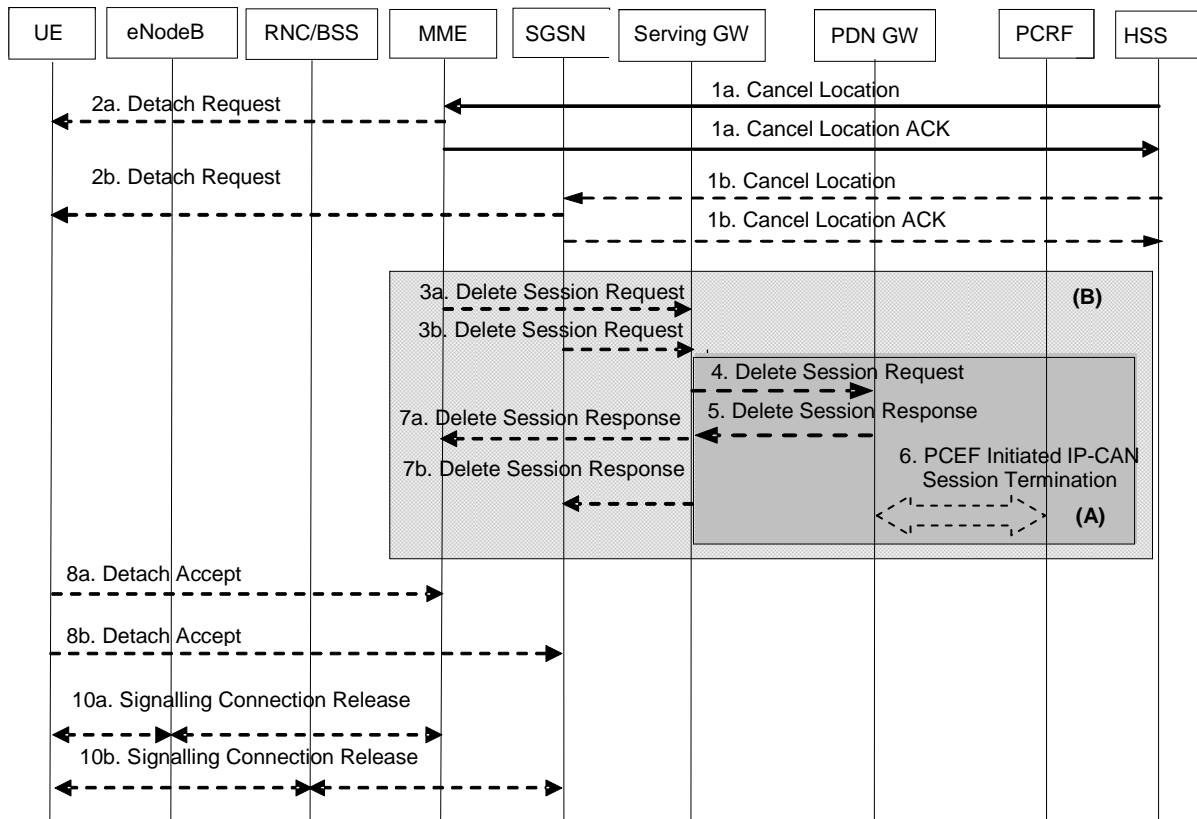 UE eNodeB RNC/BSS MME SGSN Serving GW PDN GW PCRF HSS
1a. Cancel Location
2a. Detach Request
1a. Cancel Location ACK
2b. Detach Request
1b. Cancel Location
1b. Cancel Location ACK
3a. Delete Session Request
(B)
3b. Delete Session Request
4. Delete Session Request
7a. Delete Session Response
5. Delete Session Response
7b. Delete Session Response
6. PCEF Initiated IP-CAN
Session Termination
(A)
8a. Detach Accept
8b. Detach Accept
10a. Signalling Connection Release
10b. Signalling Connection Release